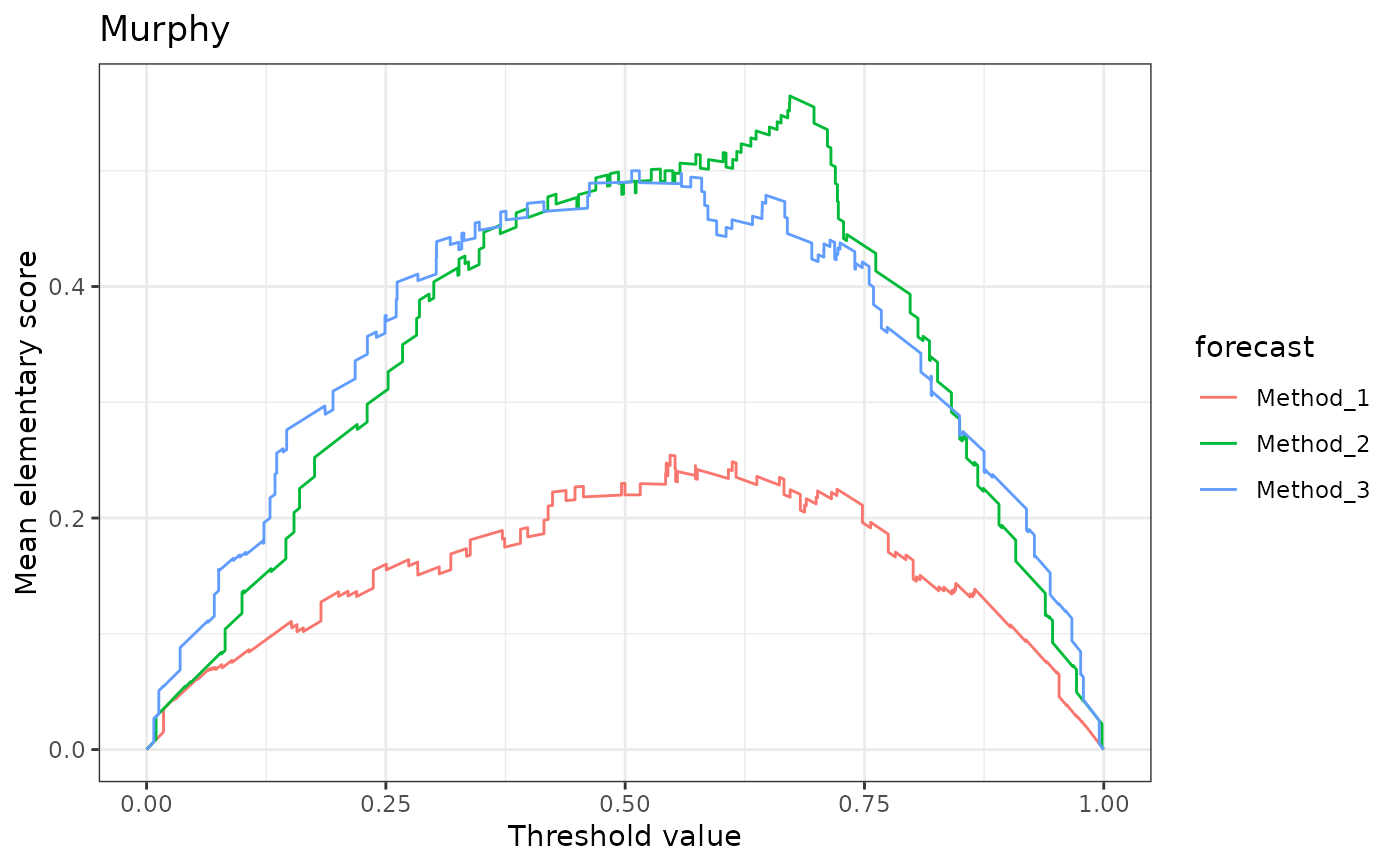 Murphy
Mean elementary score
0.4
0.2
0.0
0.00 0.25 0.50 0.75 1.00
Threshold value
forecast
Method_1
Method_2
Method_3